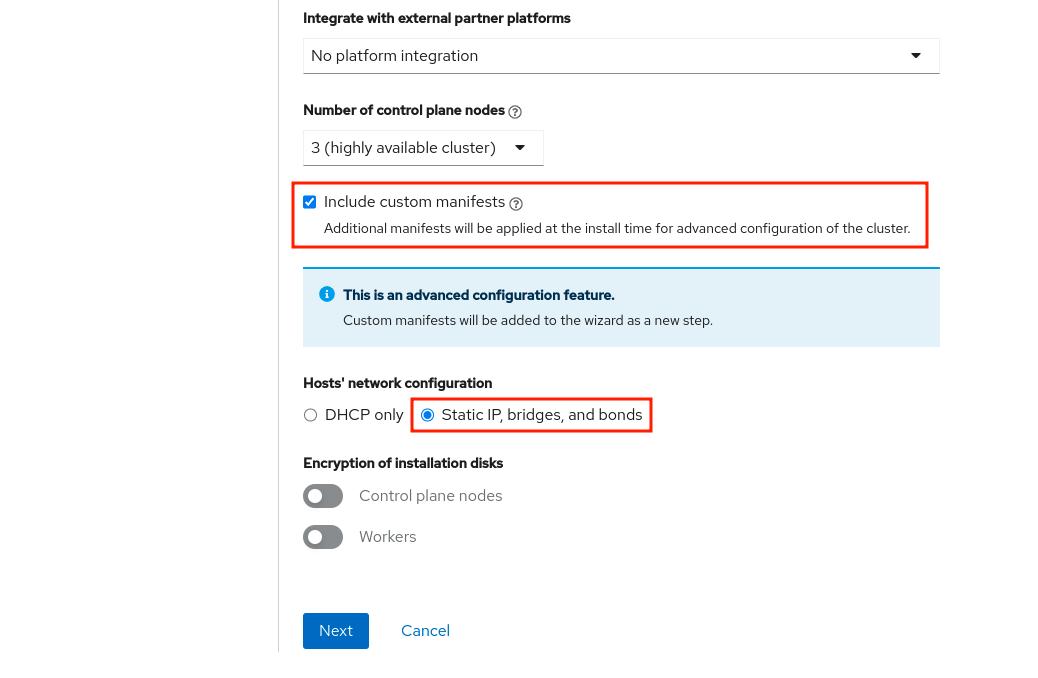 Integrate with external partner platforms
No platform integration
Number of control plane nodes
3 (highly available cluster)
Include custom manifests
Additional manifests will be applied at the install time for advanced configuration of the cluster.
This is an advanced configuration feature.
Custom manifests will be added to the wizard as a new step.
Hosts' network configuration
DHCP only Static IP, bridges, and bonds
Encryption of installation disks
Control plane nodes
Workers
Next Cancel